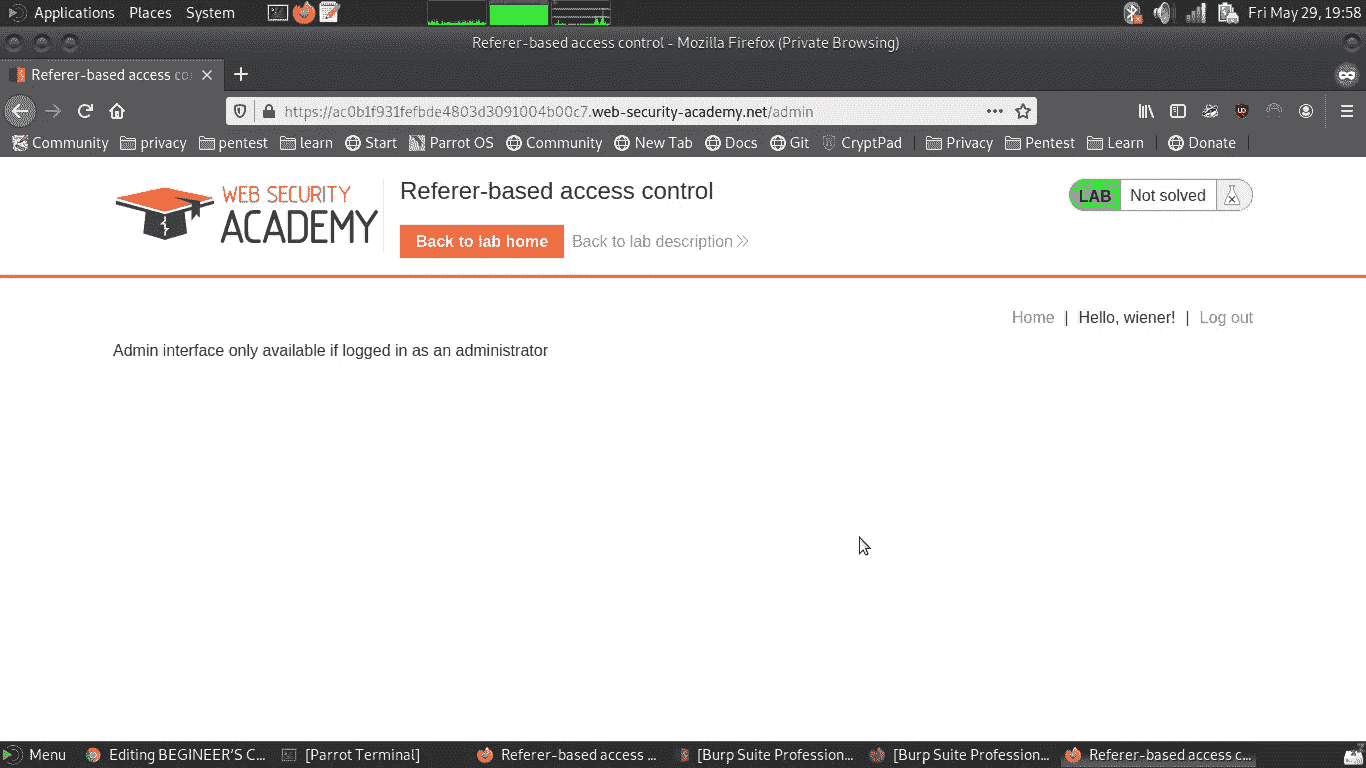 Applications Places System Fri May 29, 19:58
Referer-based access control - Mozilla Firefox (Private Browsing)
Referer-based access co
https://ac0b1f931fefbde4803d3091004b00c7.web-security-academy.net/admin
Community privacy pentest learn Start Parrot OS Community New Tab Docs Git CryptPad Privacy Pentest Learn Donate
WEB SECURITY
ACADEMY
Referer-based access control
LAB Not solved
Back to lab home Back to lab description
Home | Hello, wiener! | Log out
Admin interface only available if logged in as an administrator
Menu Editing BEGINEER'S C... [Parrot Terminal] Referer-based access ... [Burp Suite Profession... [Burp Suite Profession... Referer-based access c...